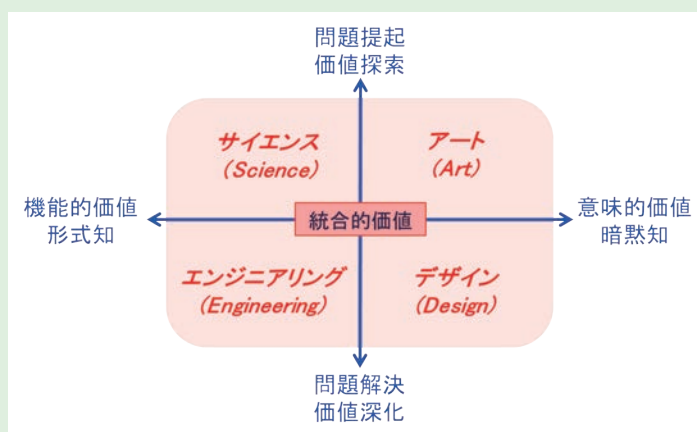 問題提起
価値探索
サイエンス
(Science)
アート
(Art)
機能的価値
形式知
統合的価値
意味的価値
暗黙知
エンジニアリング
(Engineering)
デザイン
(Design)
問題解決
価値深化